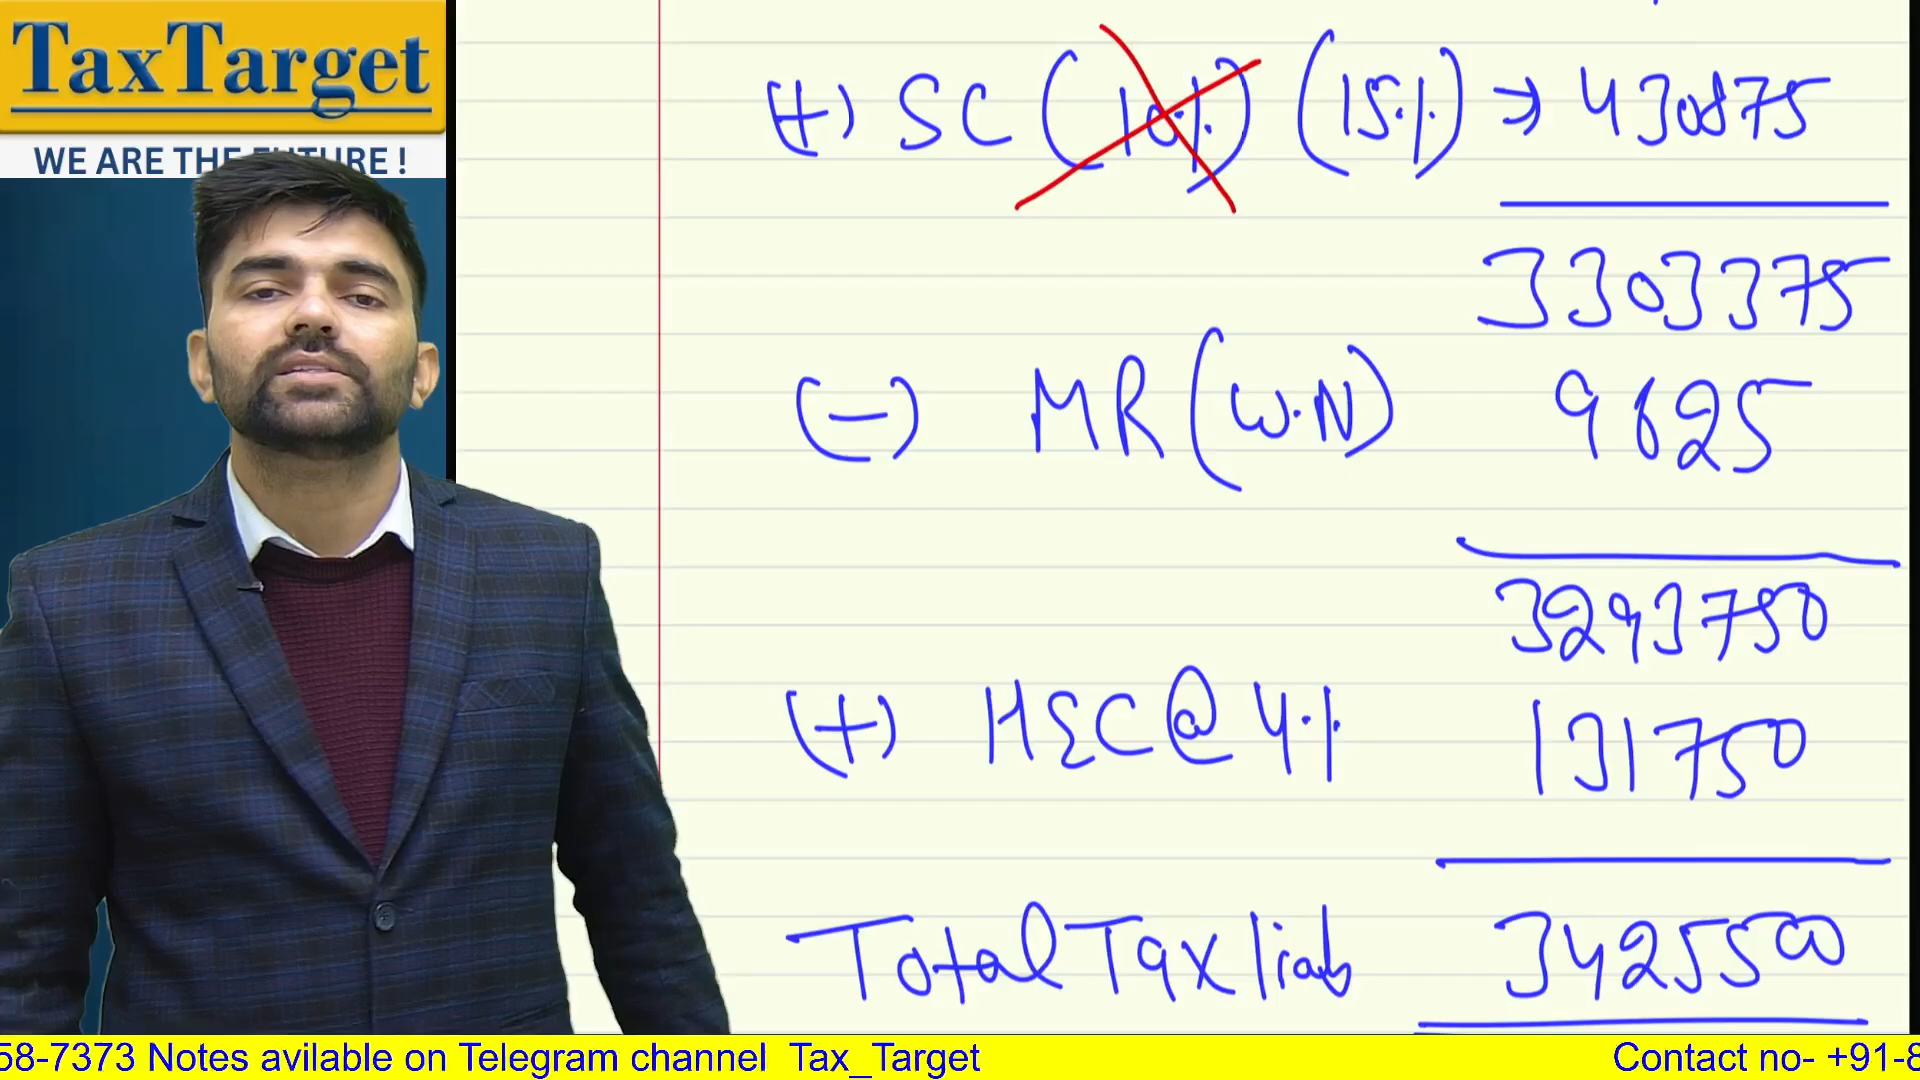 TaxTarget
WE ARE THE FUTURE !
(+) SC (10%) (15%) → 430875
3303375
(-) MR (W.N) 9625
3293750
(+) H&EC @ 4% 131750
Total Tax liab 3425500
58-7373 Notes avilable on Telegram channel Tax_Target Contact no- +91-8